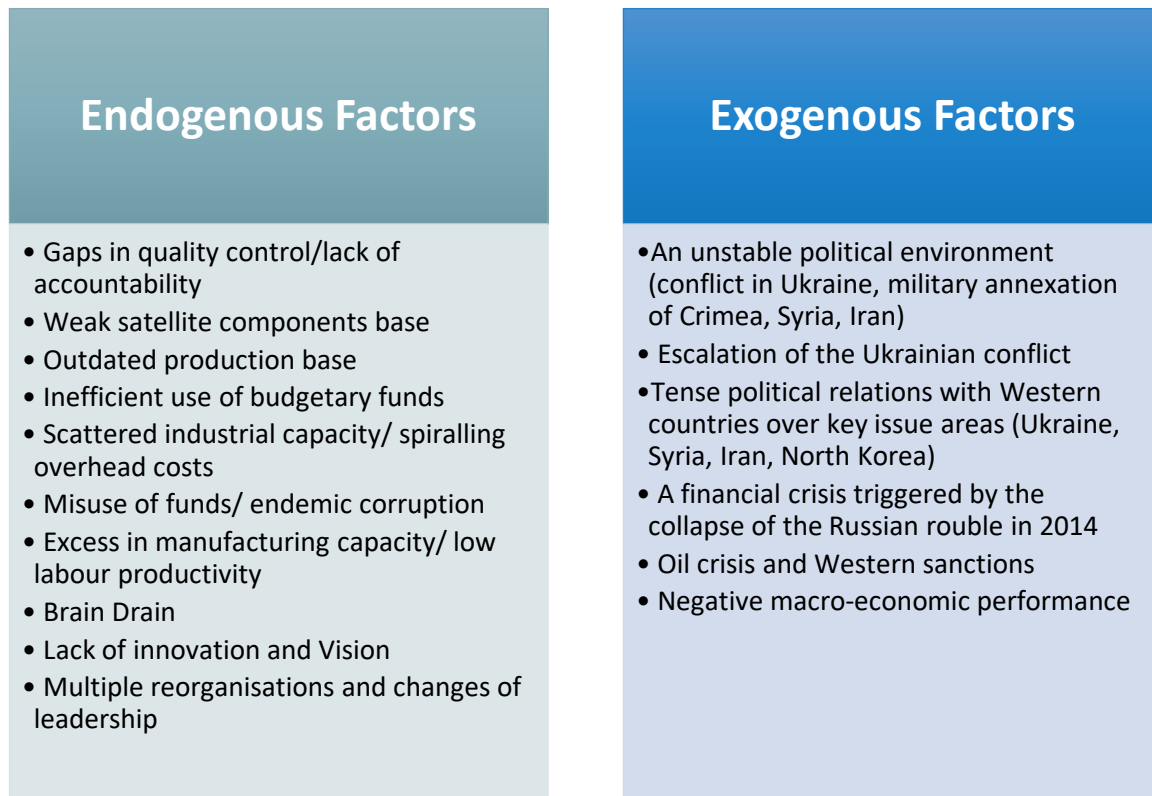 Endogenous Factors
• Gaps in quality control/lack of
accountability
• Weak satellite components base
• Outdated production base
• Inefficient use of budgetary funds
• Scattered industrial capacity/ spiralling
overhead costs
• Misuse of funds/ endemic corruption
• Excess in manufacturing capacity/ low
labour productivity
• Brain Drain
• Lack of innovation and Vision
• Multiple reorganisations and changes of
leadership
Exogenous Factors
•An unstable political environment
(conflict in Ukraine, military annexation
of Crimea, Syria, Iran)
• Escalation of the Ukrainian conflict
•Tense political relations with Western
countries over key issue areas (Ukraine,
Syria, Iran, North Korea)
• A financial crisis triggered by the
collapse of the Russian rouble in 2014
• Oil crisis and Western sanctions
• Negative macro-economic performance